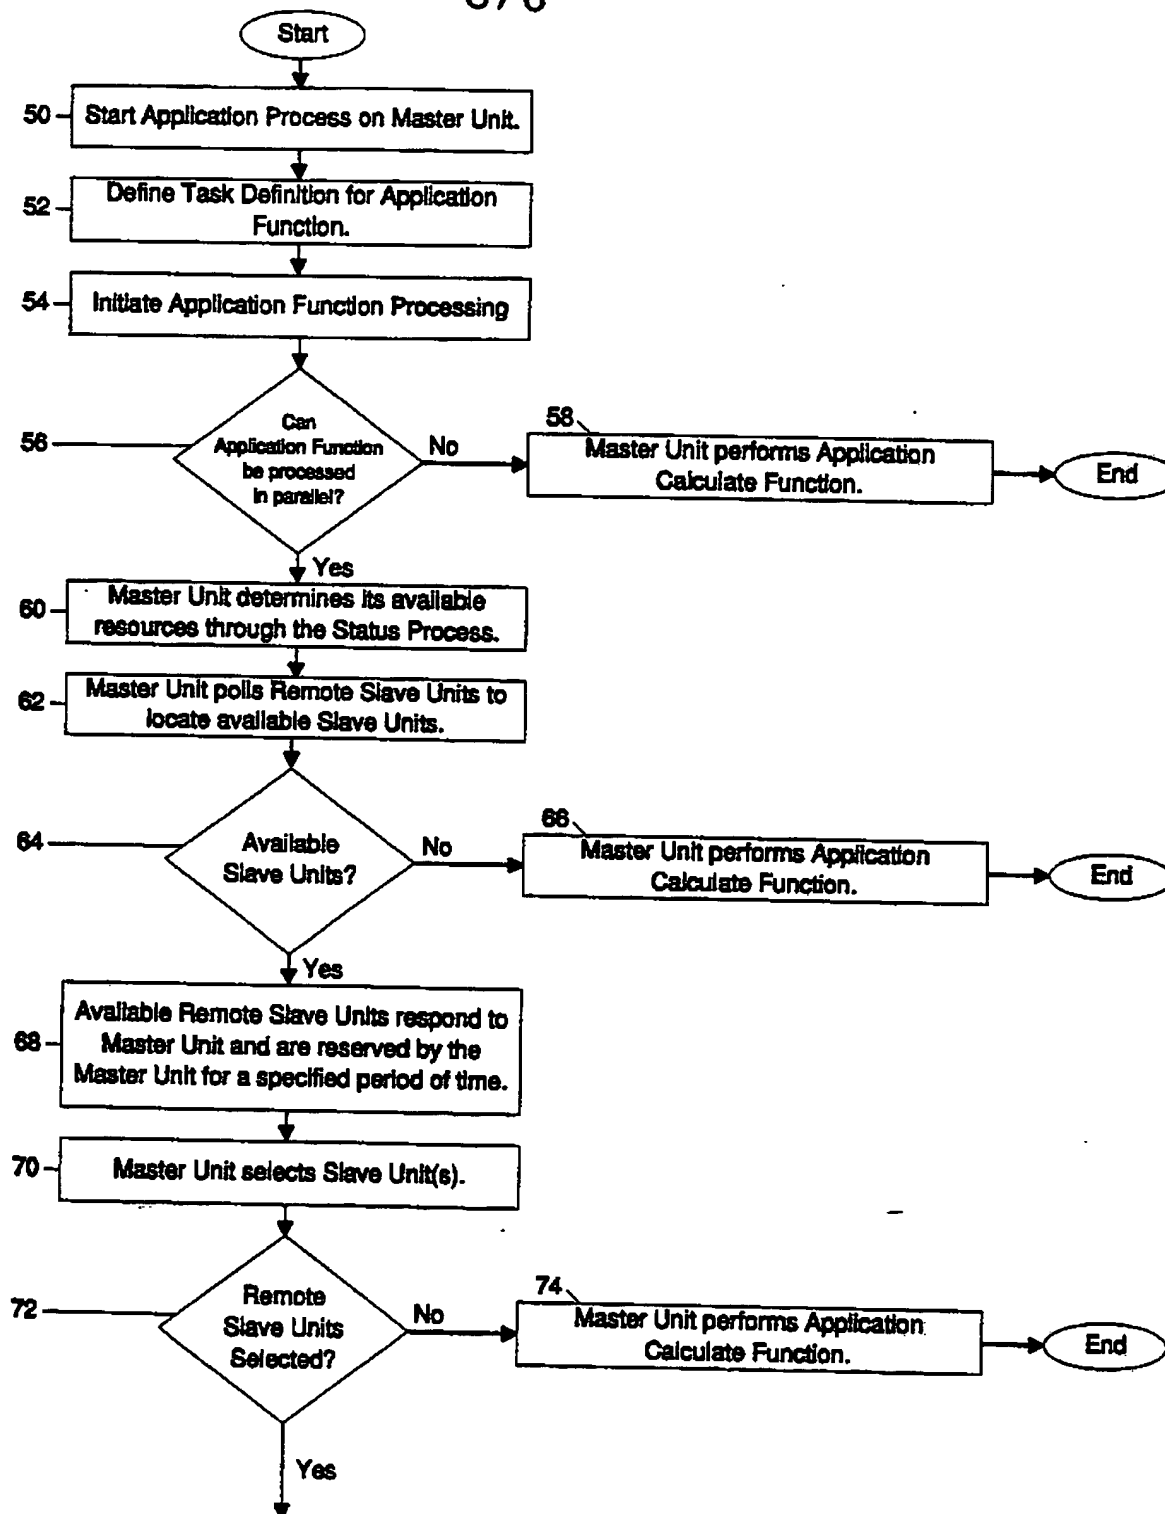 Start
50
Start Application Process on Master Unit.
52
Define Task Definition for Application
Function.
54
Initiate Application Function Processing
56
Can
Application Function
be processed
in parallel?
No
58
Master Unit performs Application
Calculate Function.
End
Yes
60
Master Unit determines its available
resources through the Status Process.
62
Master Unit polls Remote Slave Units to
locate available Slave Units.
64
Available
Slave Units?
No
66
Master Unit performs Application
Calculate Function.
End
Yes
68
Available Remote Slave Units respond to
Master Unit and are reserved by the
Master Unit for a specified period of time.
70
Master Unit selects Slave Unit(s).
72
Remote
Slave Units
Selected?
No
74
Master Unit performs Application
Calculate Function.
End
Yes